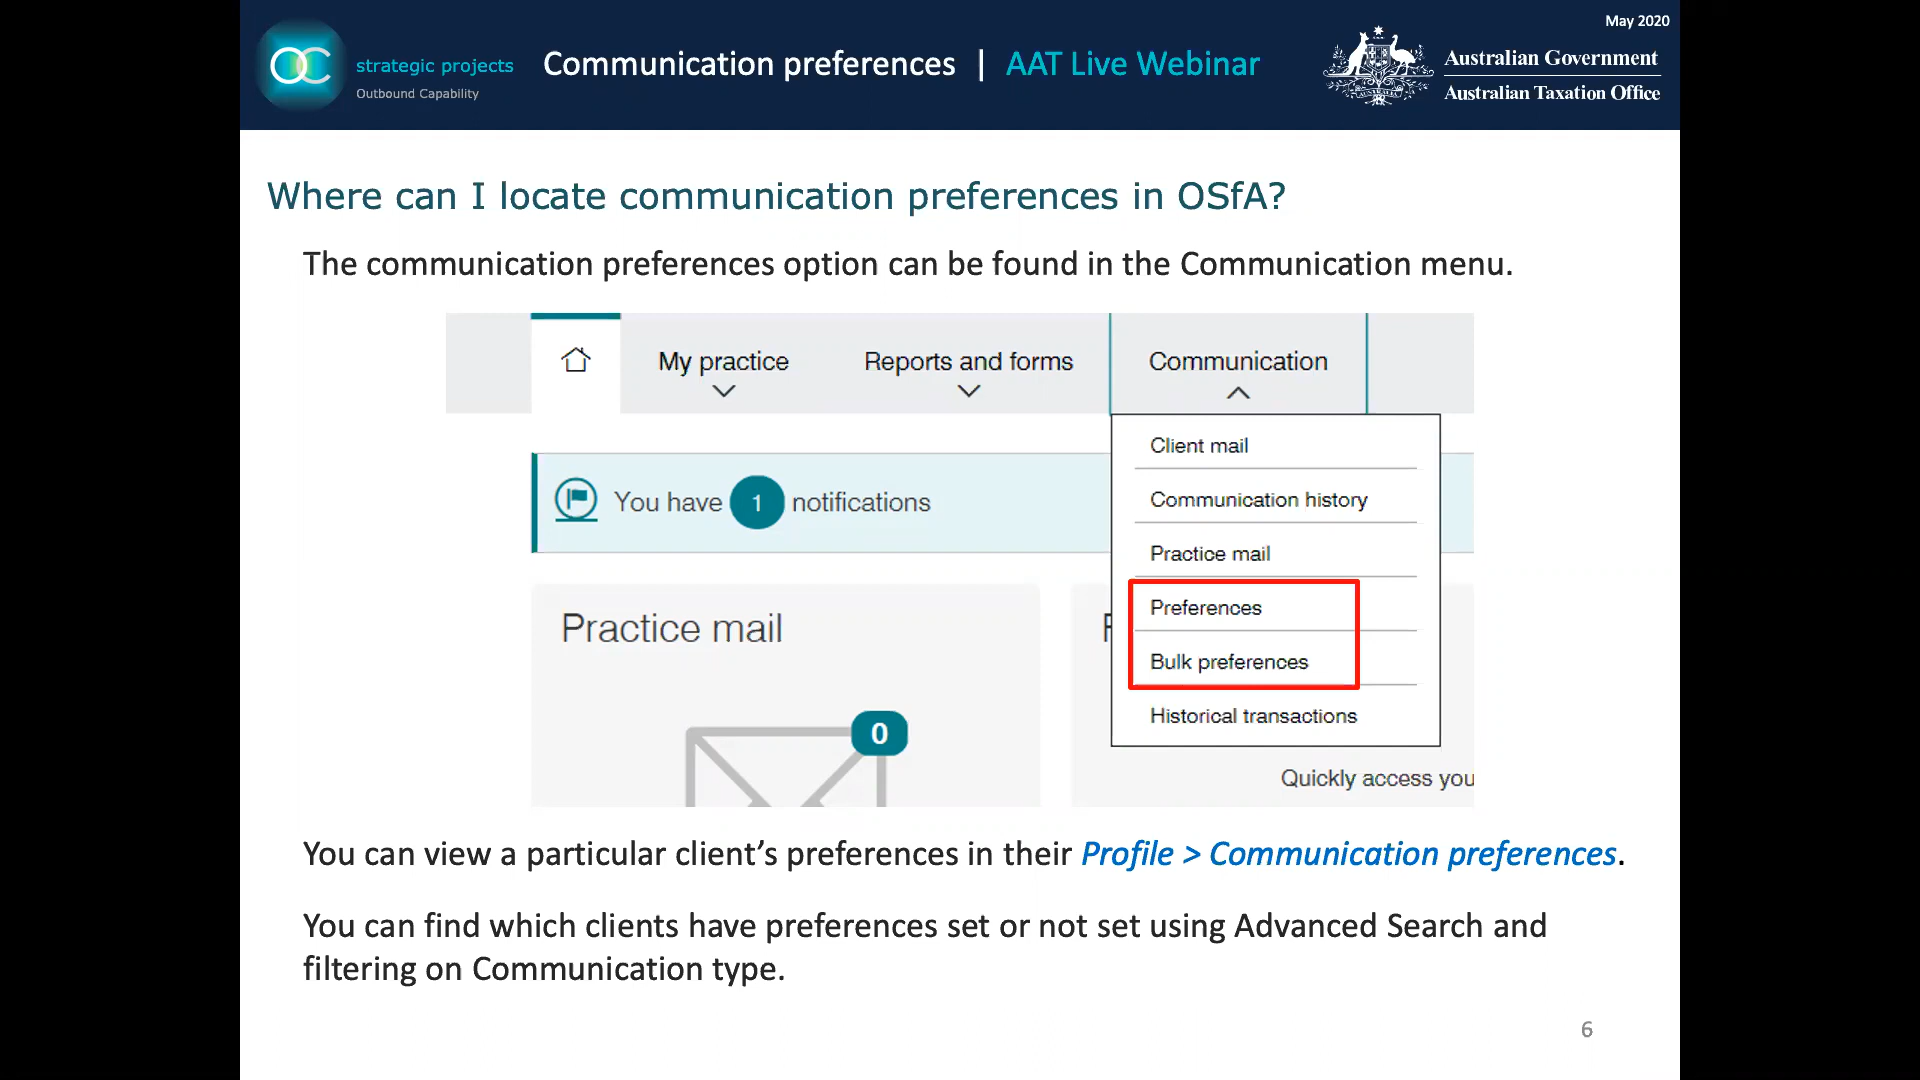 May 2020
OC
strategic projects
Outbound Capability
Communication preferences | AAT Live Webinar
Australian Government
Australian Taxation Office
Where can I locate communication preferences in OSfA?
The communication preferences option can be found in the Communication menu.
My practice
Reports and forms
Communication
Client mail
Communication history
You have 1 notifications
Practice mail
Preferences
Practice mail
Bulk preferences
Historical transactions
0
Quickly access you
You can view a particular client’s preferences in their Profile > Communication preferences.
You can find which clients have preferences set or not set using Advanced Search and
filtering on Communication type.
6